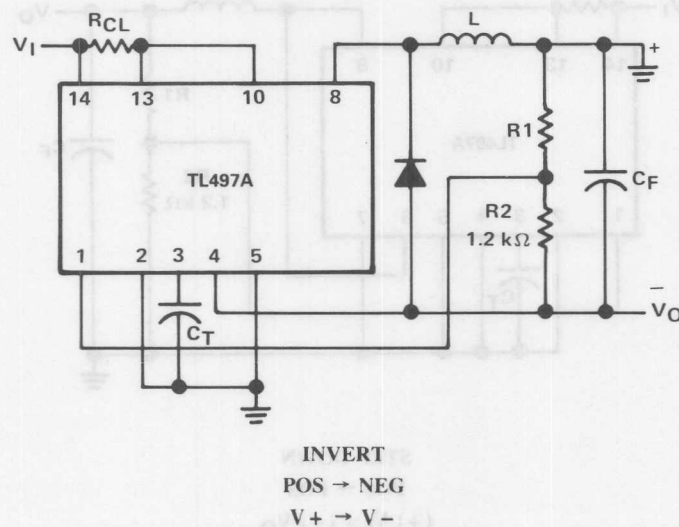 RCL
L
VI
+
14 13 10 8
R1
TL497A
CF
R2
1.2 kΩ
1 2 3 4 5
CT
VO
INVERT
POS → NEG
V + → V −